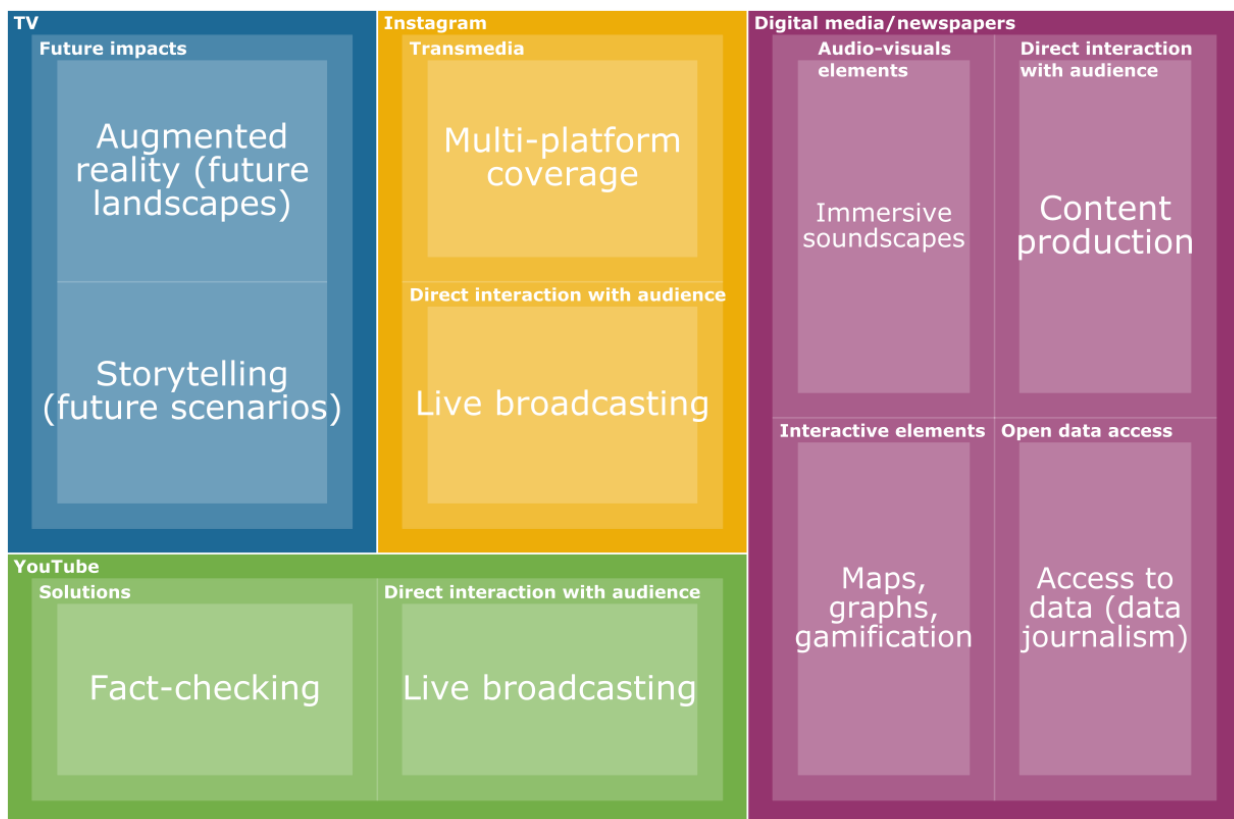 TV
Future impacts
Augmented
reality (future
landscapes)
Storytelling
(future scenarios)
Instagram
Transmedia
Multi-platform
coverage
Direct interaction with audience
Live broadcasting
YouTube
Solutions
Fact-checking
Direct interaction with audience
Live broadcasting
Digital media/newspapers
Audio-visuals
elements
Immersive
soundscapes
Direct interaction
with audience
Content
production
Interactive elements
Maps,
graphs,
gamification
Open data access
Access to
data (data
journalism)